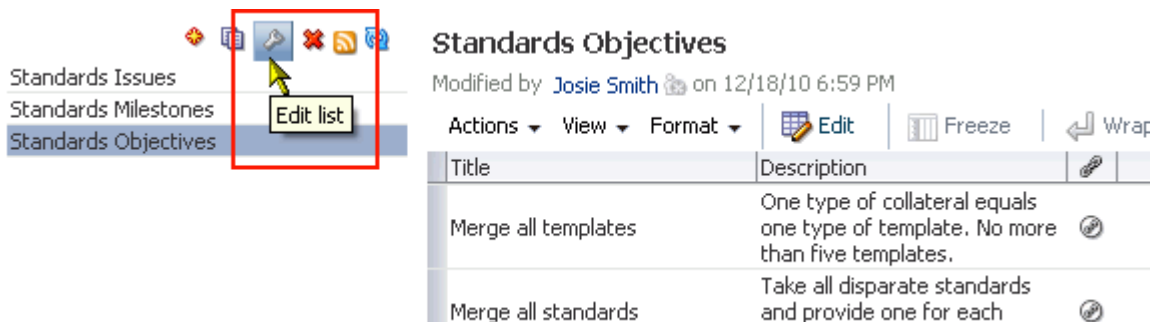 Standards Issues
Standards Milestones
Standards Objectives
Edit list
Standards Objectives
Modified by Josie Smith on 12/18/10 6:59 PM
Actions View Format Edit Freeze Wrap
Title Description
Merge all templates
One type of collateral equals
one type of template. No more
than five templates.
Merge all standards
Take all disparate standards
and provide one for each